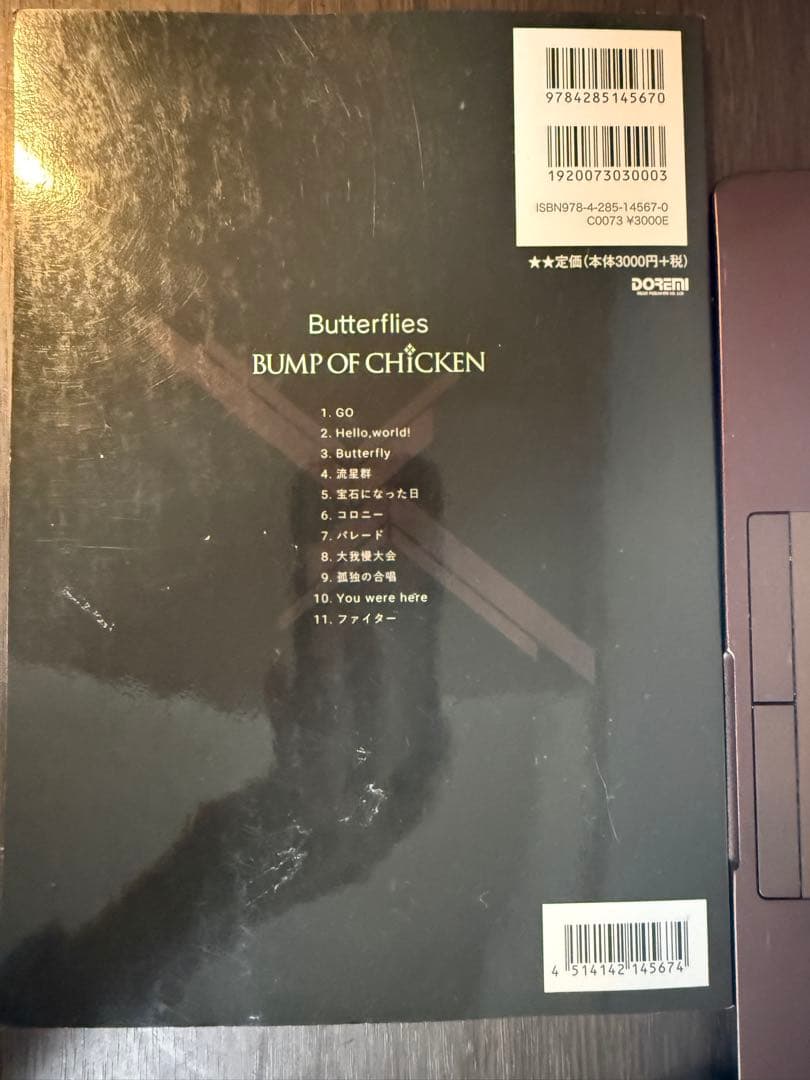 9784285145670
1920073030003
ISBN978-4-285-14567-0
C0073 ¥3000E
★★定価(本体3000円+税)
DOREMI
Butterflies
BUMP OF CHiCKEN
1. GO
2. Hello,world!
3. Butterfly
4. 流星群
5. 宝石になった日
6. コロニー
7. パレード
8. 大我慢大会
9. 孤独の合唱
10. You were here
11. ファイター
4 514142 145674